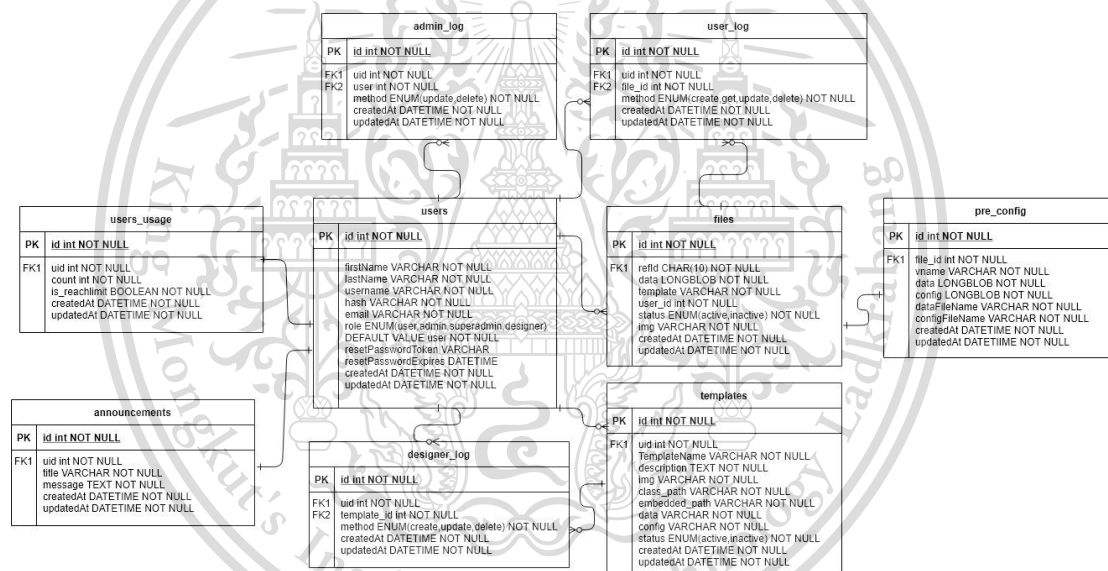 admin_log
PK id int NOT NULL
FK1 uid int NOT NULL
FK2 user int NOT NULL
method ENUM(update,delete) NOT NULL
createdAt DATETIME NOT NULL
updatedAt DATETIME NOT NULL
user_log
PK id int NOT NULL
FK1 uid int NOT NULL
FK2 file_id int NOT NULL
method ENUM(create,get,update,delete) NOT NULL
createdAt DATETIME NOT NULL
updatedAt DATETIME NOT NULL
users_usage
PK id int NOT NULL
FK1 uid int NOT NULL
count int NOT NULL
is_reachlimit BOOLEAN NOT NULL
createdAt DATETIME NOT NULL
updatedAt DATETIME NOT NULL
users
PK id int NOT NULL
firstName VARCHAR NOT NULL
lastName VARCHAR NOT NULL
username VARCHAR NOT NULL
hash VARCHAR NOT NULL
email VARCHAR NOT NULL
role ENUM(user,admin,superadmin,designer)
DEFAULT VALUE user NOT NULL
resetPasswordToken VARCHAR
resetPasswordExpires DATETIME
createdAt DATETIME NOT NULL
updatedAt DATETIME NOT NULL
files
PK id int NOT NULL
FK1 refId CHAR(10) NOT NULL
data LONGBLOB NOT NULL
template VARCHAR NOT NULL
user_id int NOT NULL
status ENUM(active,inactive) NOT NULL
img VARCHAR NOT NULL
createdAt DATETIME NOT NULL
updatedAt DATETIME NOT NULL
pre_config
PK id int NOT NULL
FK1 file_id int NOT NULL
vname VARCHAR NOT NULL
data LONGBLOB NOT NULL
config LONGBLOB NOT NULL
dataFileName VARCHAR NOT NULL
configFileName VARCHAR NOT NULL
createdAt DATETIME NOT NULL
updatedAt DATETIIME NOT NULL
announcements
PK id int NOT NULL
FK1 uid int NOT NULL
title VARCHAR NOT NULL
message TEXT NOT NULL
createdAt DATETIME NOT NULL
updatedAt DATETIME NOT NULL
designer_log
PK id int NOT NULL
FK1 uid int NOT NULL
FK2 template_id int NOT NULL
method ENUM(create,update,delete) NOT NULL
createdAt DATETIME NOT NULL
updatedAt DATETIME NOT NULL
templates
PK id int NOT NULL
FK1 uid int NOT NULL
TemplateName VARCHAR NOT NULL
description TEXT NOT NULL
img VARCHAR NOT NULL
class_path VARCHAR NOT NULL
embedded_path VARCHAR NOT NULL
data VARCHAR NOT NULL
config VARCHAR NOT NULL
status ENUM(active,inactive) NOT NULL
createdAt DATETIME NOT NULL
updatedAt DATETIME NOT NULL
King Mongkut's